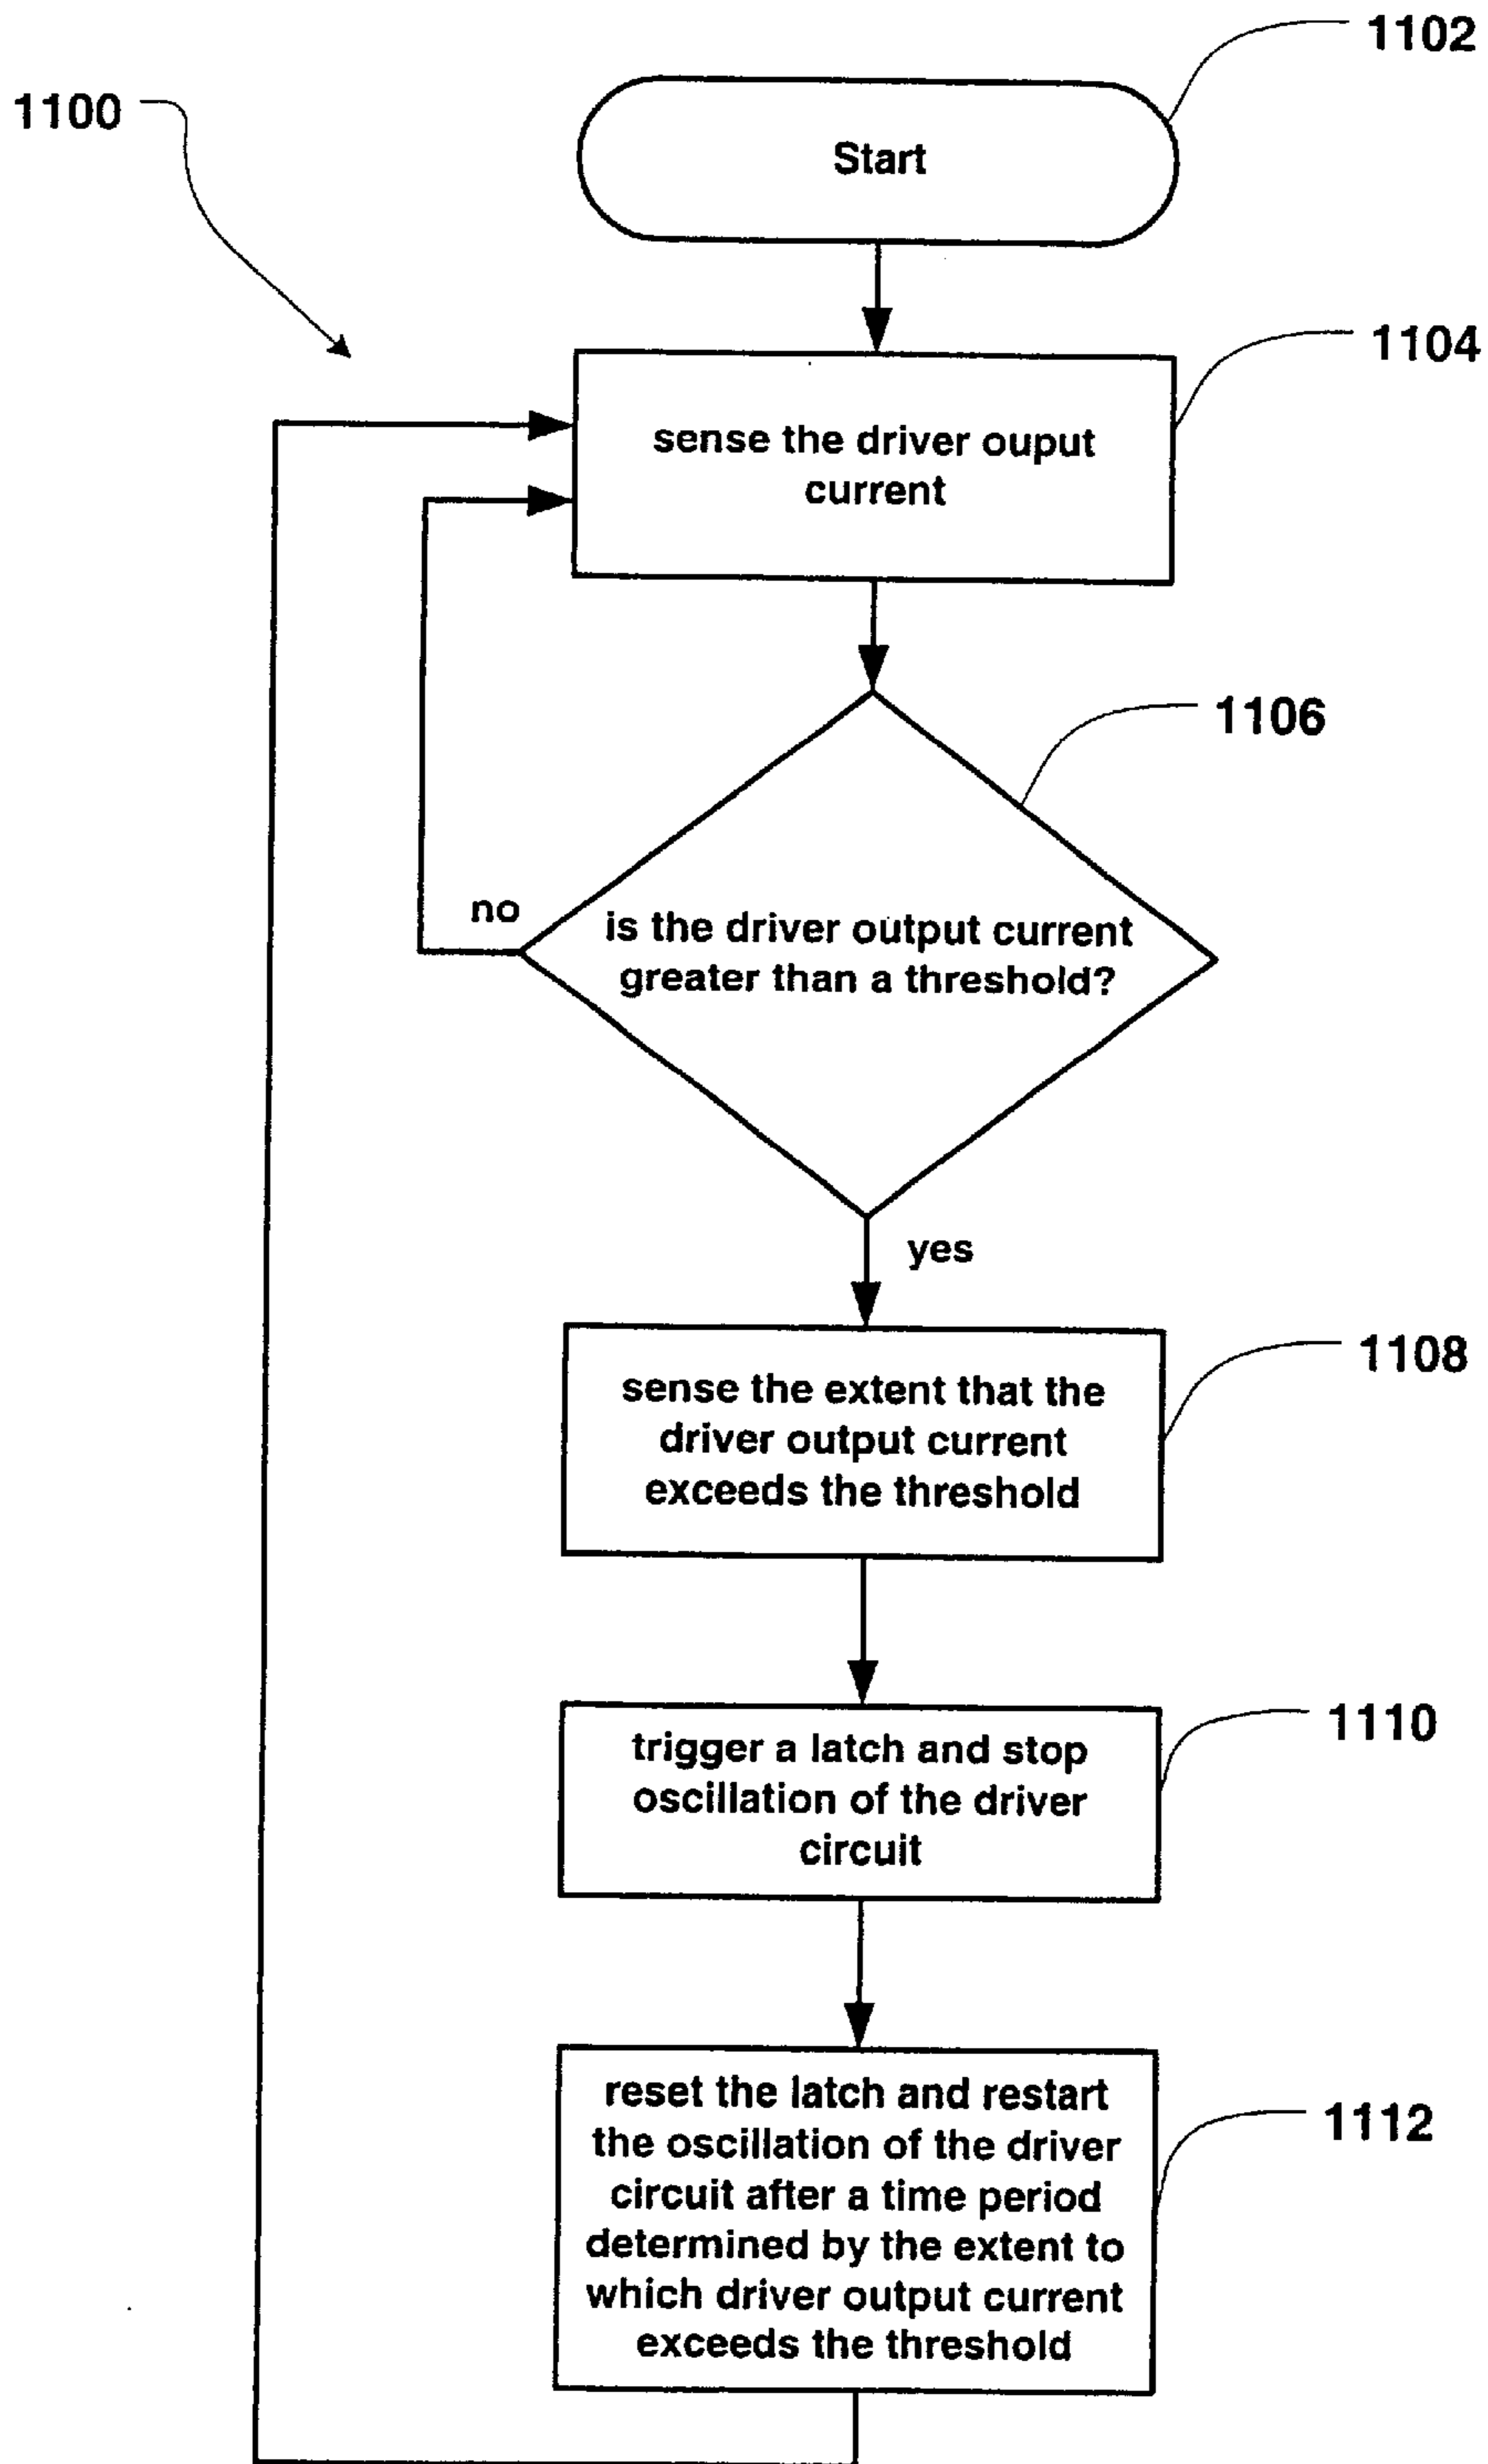 1102
1100
Start
1104
sense the driver ouput
current
1106
no
is the driver output current
greater than a threshold?
yes
1108
sense the extent that the
driver output current
exceeds the threshold
1110
trigger a latch and stop
oscillation of the driver
circuit
1112
reset the latch and restart
the oscillation of the driver
circuit after a time period
determined by the extent to
which driver output current
exceeds the threshold